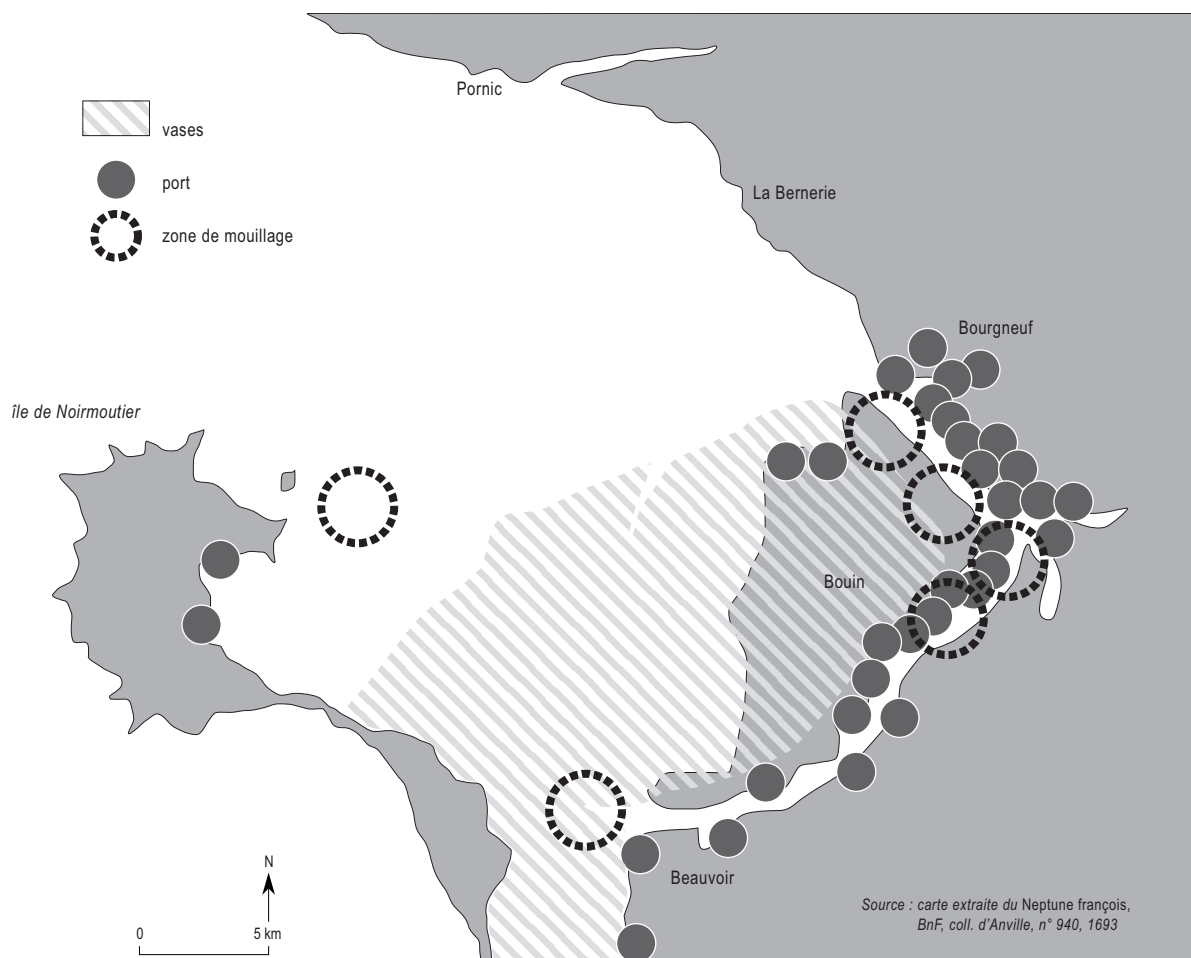 Pornic
vases
port
La Bernerie
zone de mouillage
Bourgneuf
île de Noirmoutier
Bouin
Beauvoir
N
0 5 km
Source : carte extraite du Neptune françois,
BnF, coll. d'Anville, n° 940, 1693